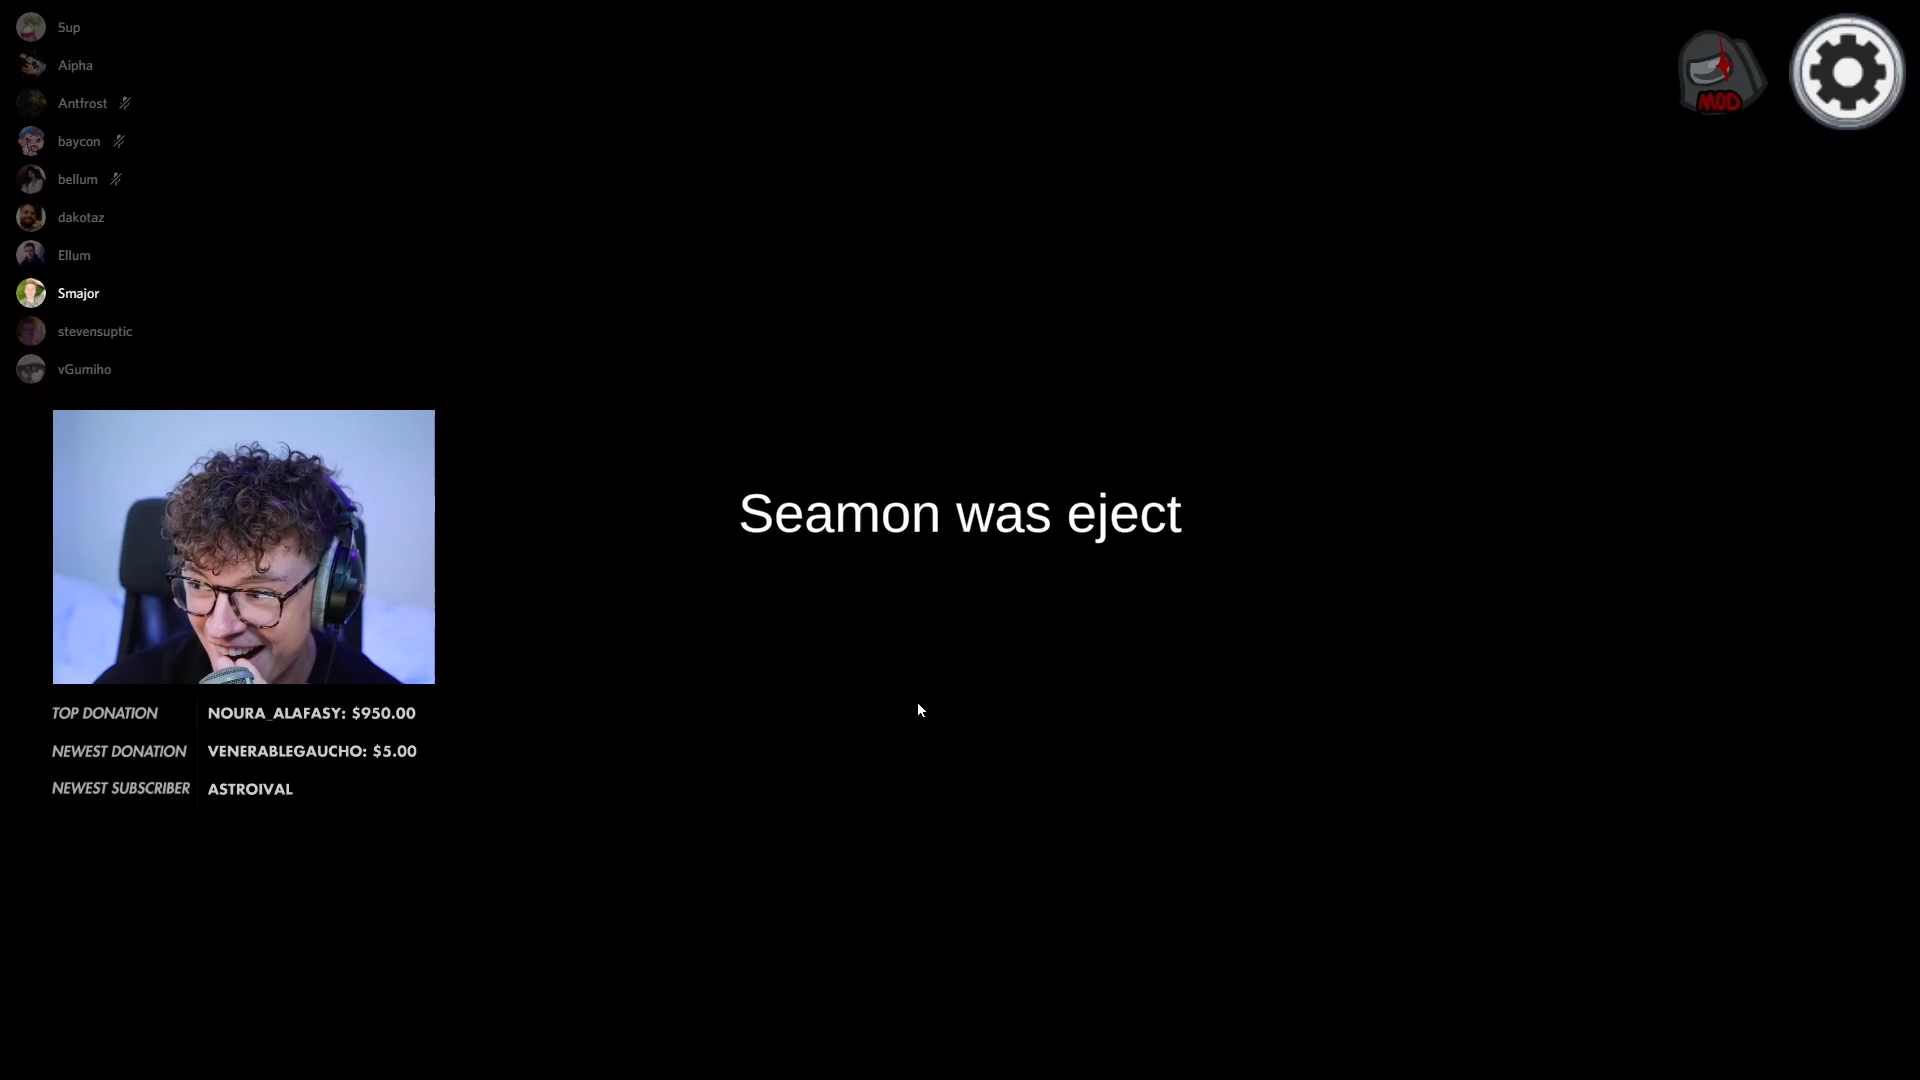 5up
Aipha
Antfrost
baycon
bellum
dakotaz
Ellum
Smajor
stevensuptic
vGumiho
MOD
Seamon was eject
TOP DONATION NOURA_ALAFASY: $950.00
NEWEST DONATION VENERABLEGAUCHO: $5.00
NEWEST SUBSCRIBER ASTROIVAL